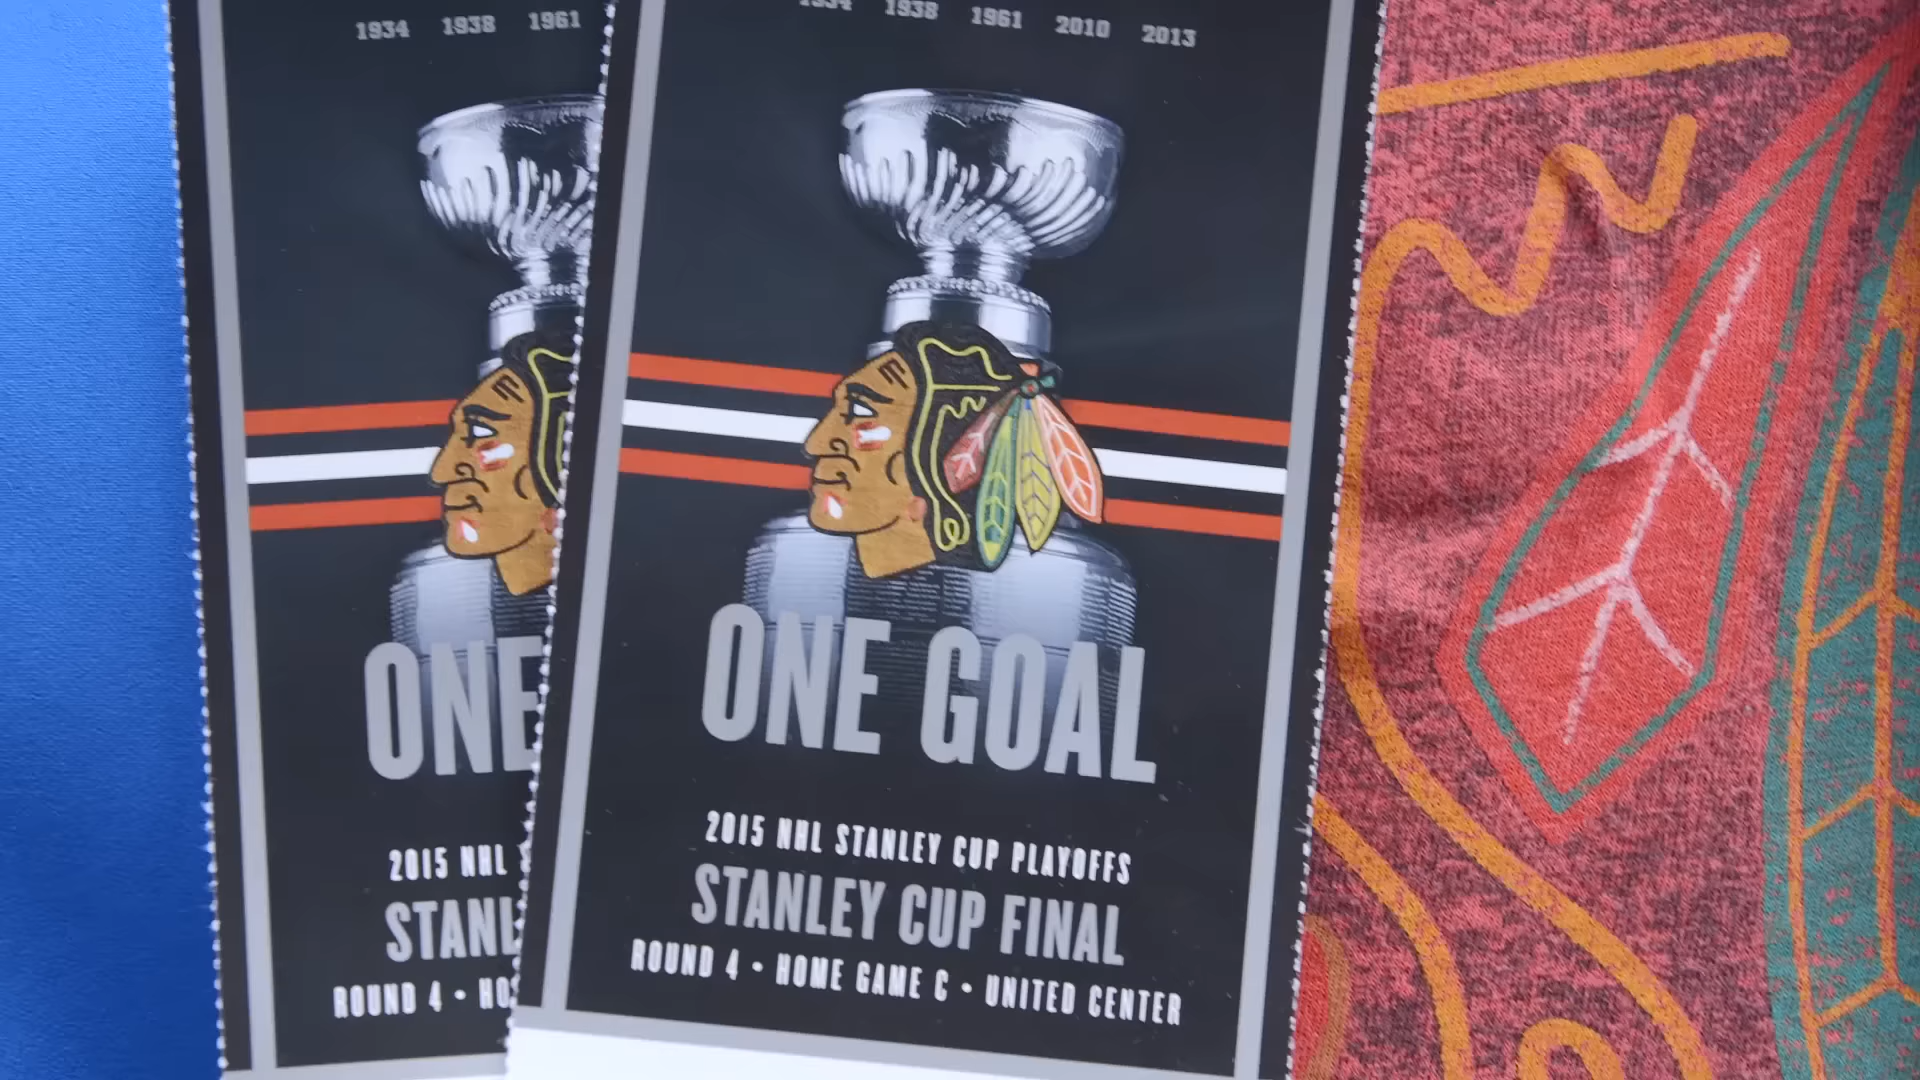 1934 1938 1961
ONE
2015 NHL
STANL
ROUND 4 • HO
1934 1938 1961 2010 2013
ONE GOAL
2015 NHL STANLEY CUP PLAYOFFS
STANLEY CUP FINAL
ROUND 4 • HOME GAME C • UNITED CENTER